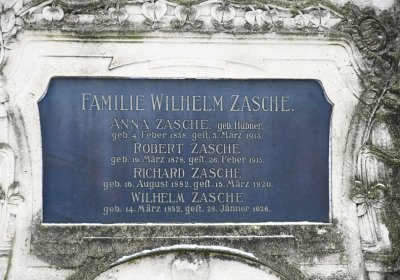 FAMILIE WILHELM ZASCHE.
ANNA ZASCHE, geb. Hübner,
geb. 4. Feber 1858, gest. 5. März 1913.
ROBERT ZASCHE
geb. 19. März 1878, gest. 26. Feber 1915.
RICHARD ZASCHE
geb. 16. August 1882, gest. 15. März 1920.
WILHELM ZASCHE
geb. 14. März 1852, gest. 28. Jänner 1926.